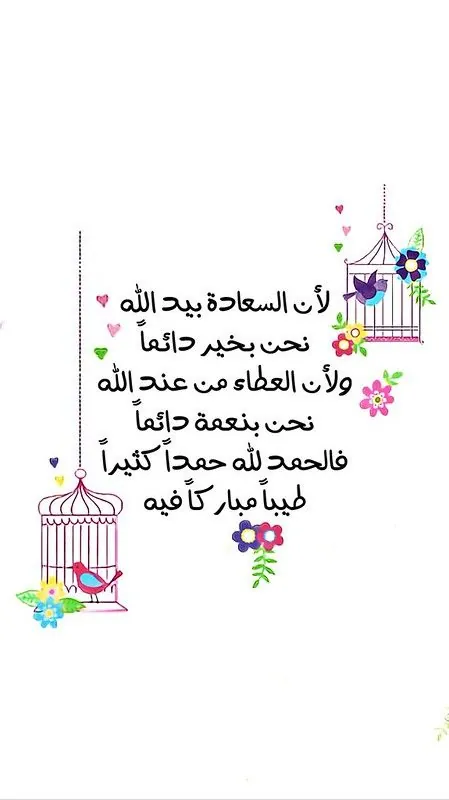 لأن السعادة بيد الله
نحن بخير دائماً
ولأن العطاء من عند الله
نحن بنعمة دائماً
فالحمد لله حمداً كثيراً
طيباً مباركاً فيه